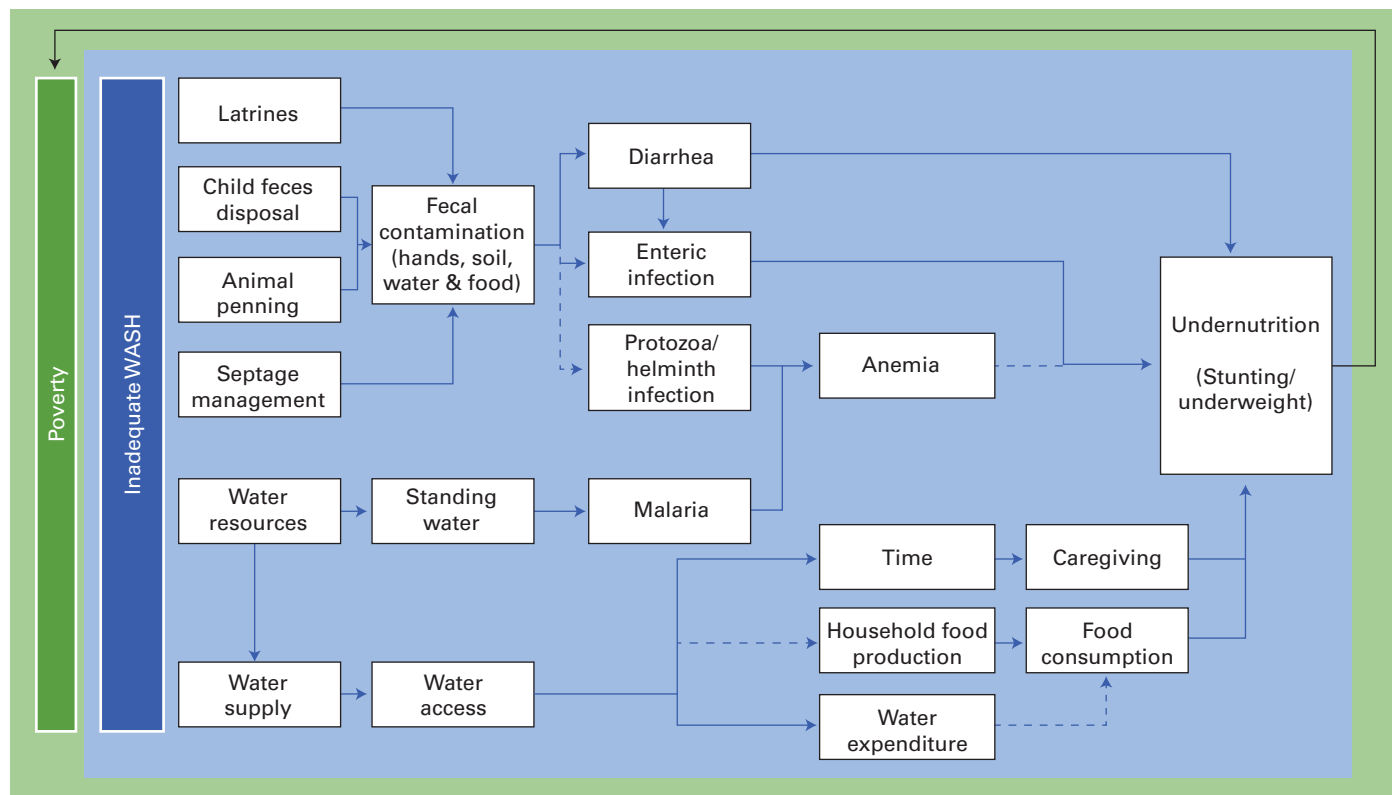 Poverty
Inadequate WASH
Latrines
Child feces
disposal
Animal
penning
Septage
management
Water
resources
Water
supply
Fecal
contamination
(hands, soil,
water & food)
Standing
water
Water
access
Diarrhea
Enteric
infection
Protozoa/
helminth
infection
Malaria
Anemia
Time
Household food
production
Water
expenditure
Caregiving
Food
consumption
Undernutrition
(Stunting/
underweight)